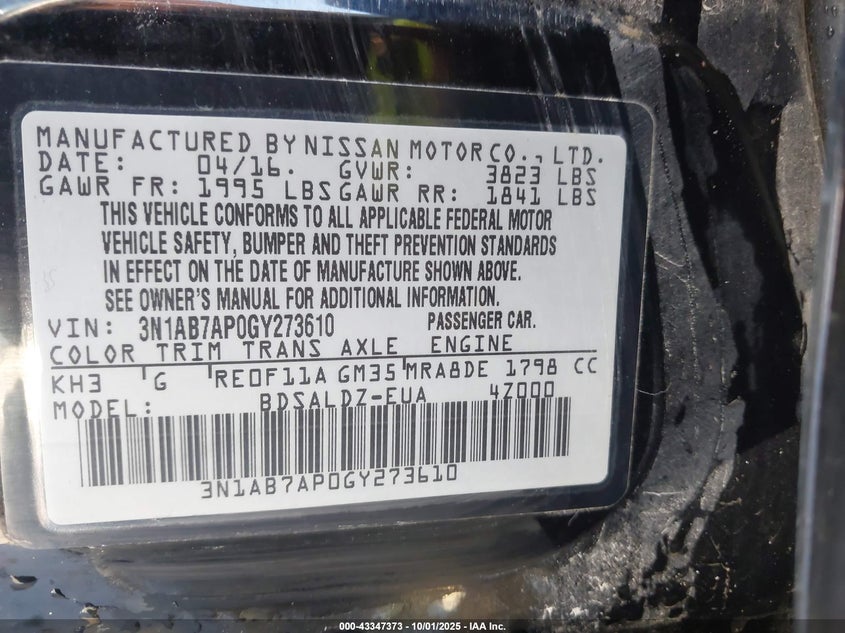 MANUFACTURED BY NISSAN MOTOR CO., LTD.
DATE: 04/16. GVWR: 3823 LBS
GAWR FR: 1995 LBS GAWR RR: 1841 LBS
THIS VEHICLE CONFORMS TO ALL APPLICABLE FEDERAL MOTOR
VEHICLE SAFETY, BUMPER AND THEFT PREVENTION STANDARDS
IN EFFECT ON THE DATE OF MANUFACTURE SHOWN ABOVE.
SEE OWNER'S MANUAL FOR ADDITIONAL INFORMATION.
VIN: 3N1AB7AP0GY273610 PASSENGER CAR.
COLOR TRIM TRANS AXLE ENGINE
KH3 G RE0F11A GM35 MRA8DE 1798 CC
MODEL: BDSALDZ-EUA 4Z000
3N1AB7AP0GY273610
000-43347373 - 10/01/2025 - IAA Inc.